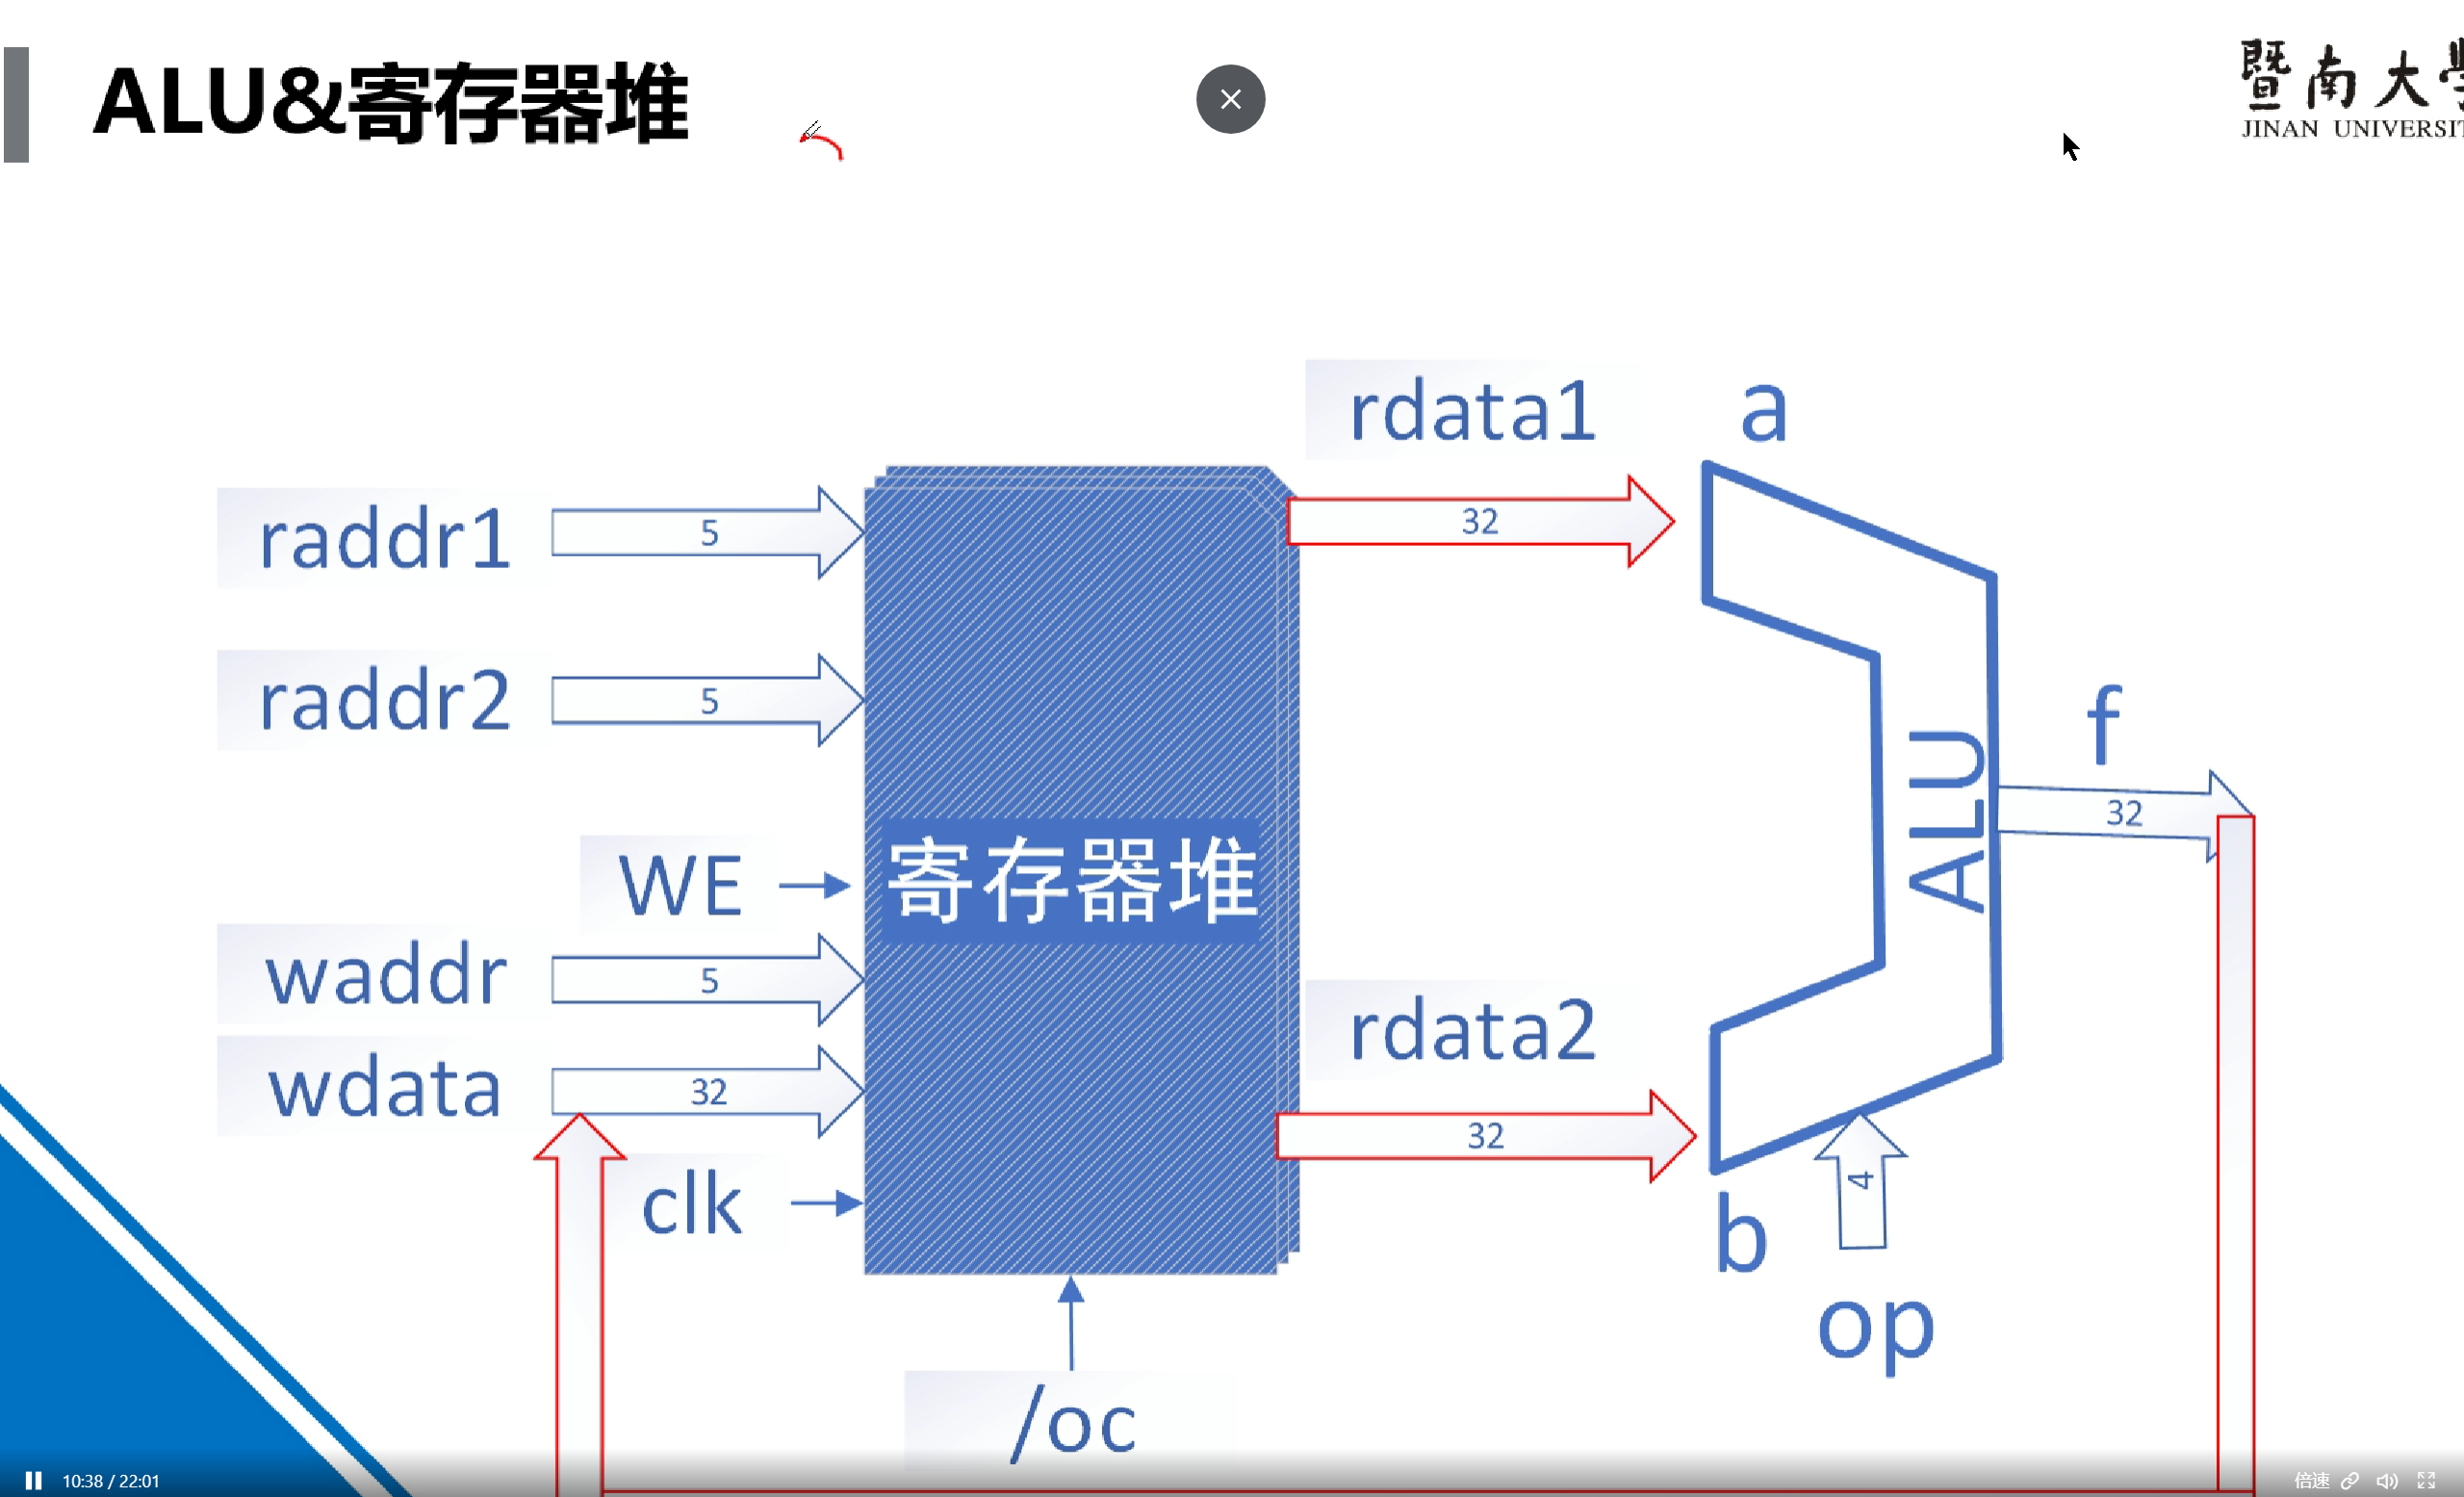 ALU&寄存器堆
暨南大學
JINAN UNIVERSIT
rdata1
a
raddr1
5
32
raddr2
5
f
ALU
32
WE
寄存器堆
waddr
5
rdata2
wdata
32
32
clk
4
b
op
/oc
10:38 / 22:01
倍速